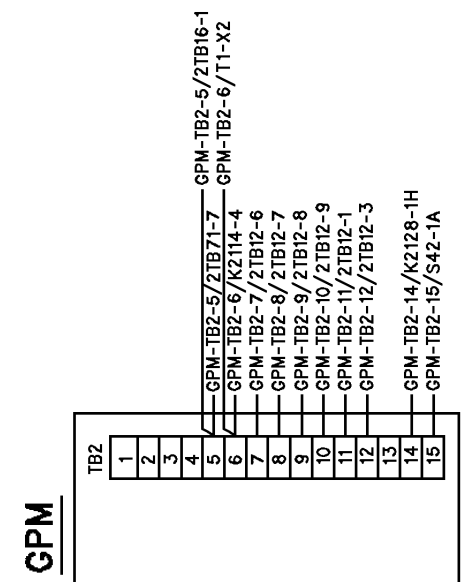 GPM
TB2
1
2
3
4
5
6
7
8
9
10
11
12
13
14
15
GPM-TB2-5/2TB16-1
GPM-TB2-6/T1-X2
GPM-TB2-5/2TB71-7
GPM-TB2-6/K2114-4
GPM-TB2-7/2TB12-6
GPM-TB2-8/2TB12-7
GPM-TB2-9/2TB12-8
GPM-TB2-10/2TB12-9
GPM-TB2-11/2TB12-1
GPM-TB2-12/2TB12-3
GPM-TB2-14/K2128-1H
GPM-TB2-15/S42-1A